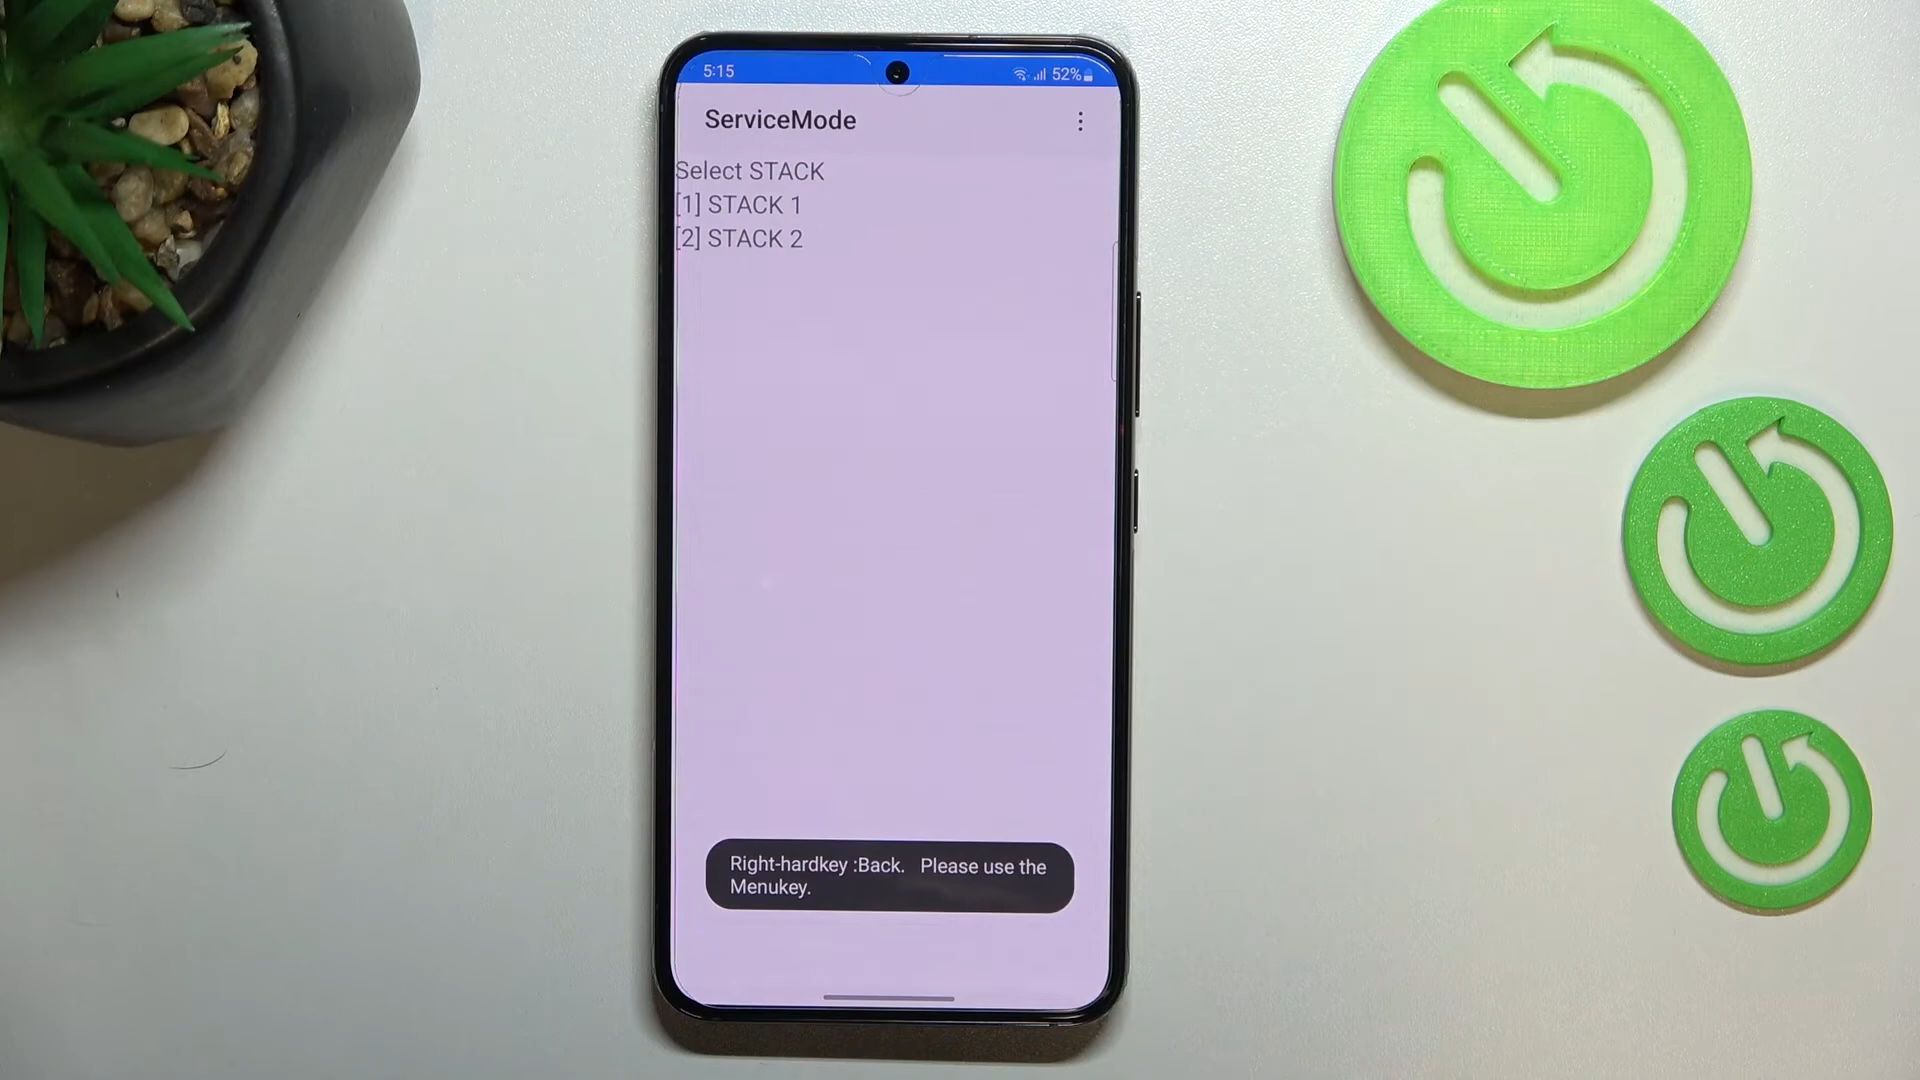 5:15
52%
ServiceMode
Select STACK
[1] STACK 1
[2] STACK 2
Right-hardkey :Back.   Please use the
Menukey.